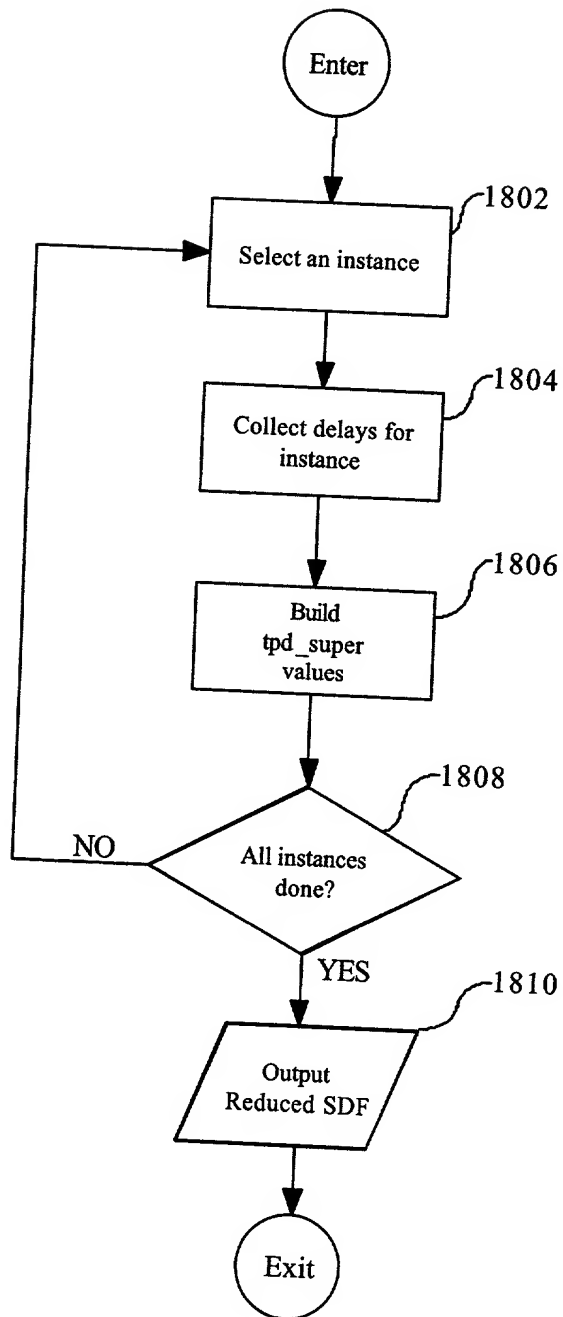 Enter
1802
Select an instance
1804
Collect delays for
instance
1806
Build
tpd_super
values
1808
NO
All instances
done?
YES
1810
Output
Reduced SDF
Exit